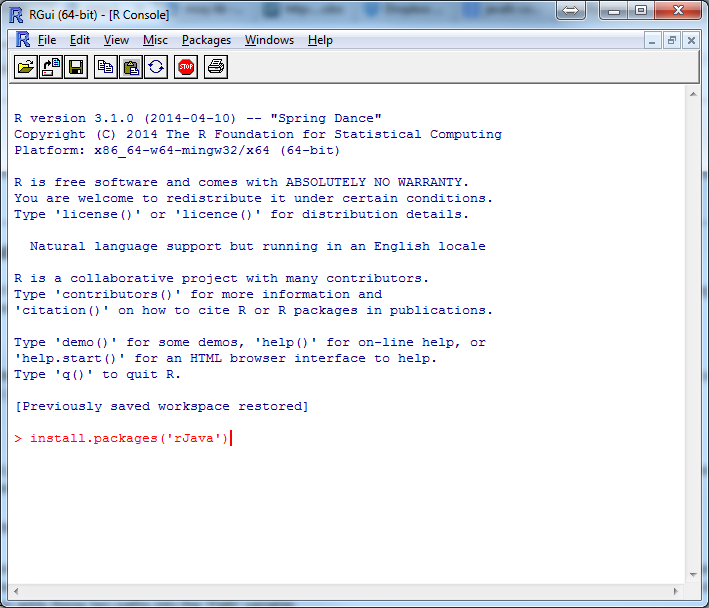 RGui (64-bit) - [R Console]
File Edit View Misc Packages Windows Help
STOP
R version 3.1.0 (2014-04-10) -- "Spring Dance"
Copyright (C) 2014 The R Foundation for Statistical Computing
Platform: x86_64-w64-mingw32/x64 (64-bit)
R is free software and comes with ABSOLUTELY NO WARRANTY.
You are welcome to redistribute it under certain conditions.
Type 'license()' or 'licence()' for distribution details.
Natural language support but running in an English locale
R is a collaborative project with many contributors.
Type 'contributors()' for more information and
'citation()' on how to cite R or R packages in publications.
Type 'demo()' for some demos, 'help()' for on-line help, or
'help.start()' for an HTML browser interface to help.
Type 'q()' to quit R.
[Previously saved workspace restored]
> install.packages('rJava')